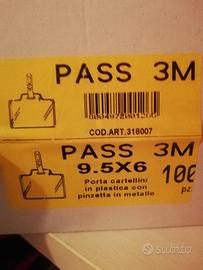 PASS 3M
COD.ART.318007
PASS 3M
9.5X6
100
pz.
Porta cartellini
in plastica con
pinzetta in metallo
subito